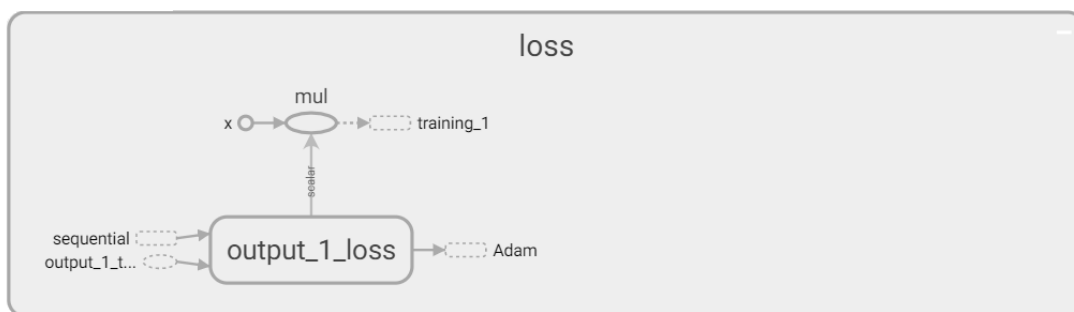 loss
mul
x
training_1
scalar
sequential
output_1_t...
output_1_loss
Adam